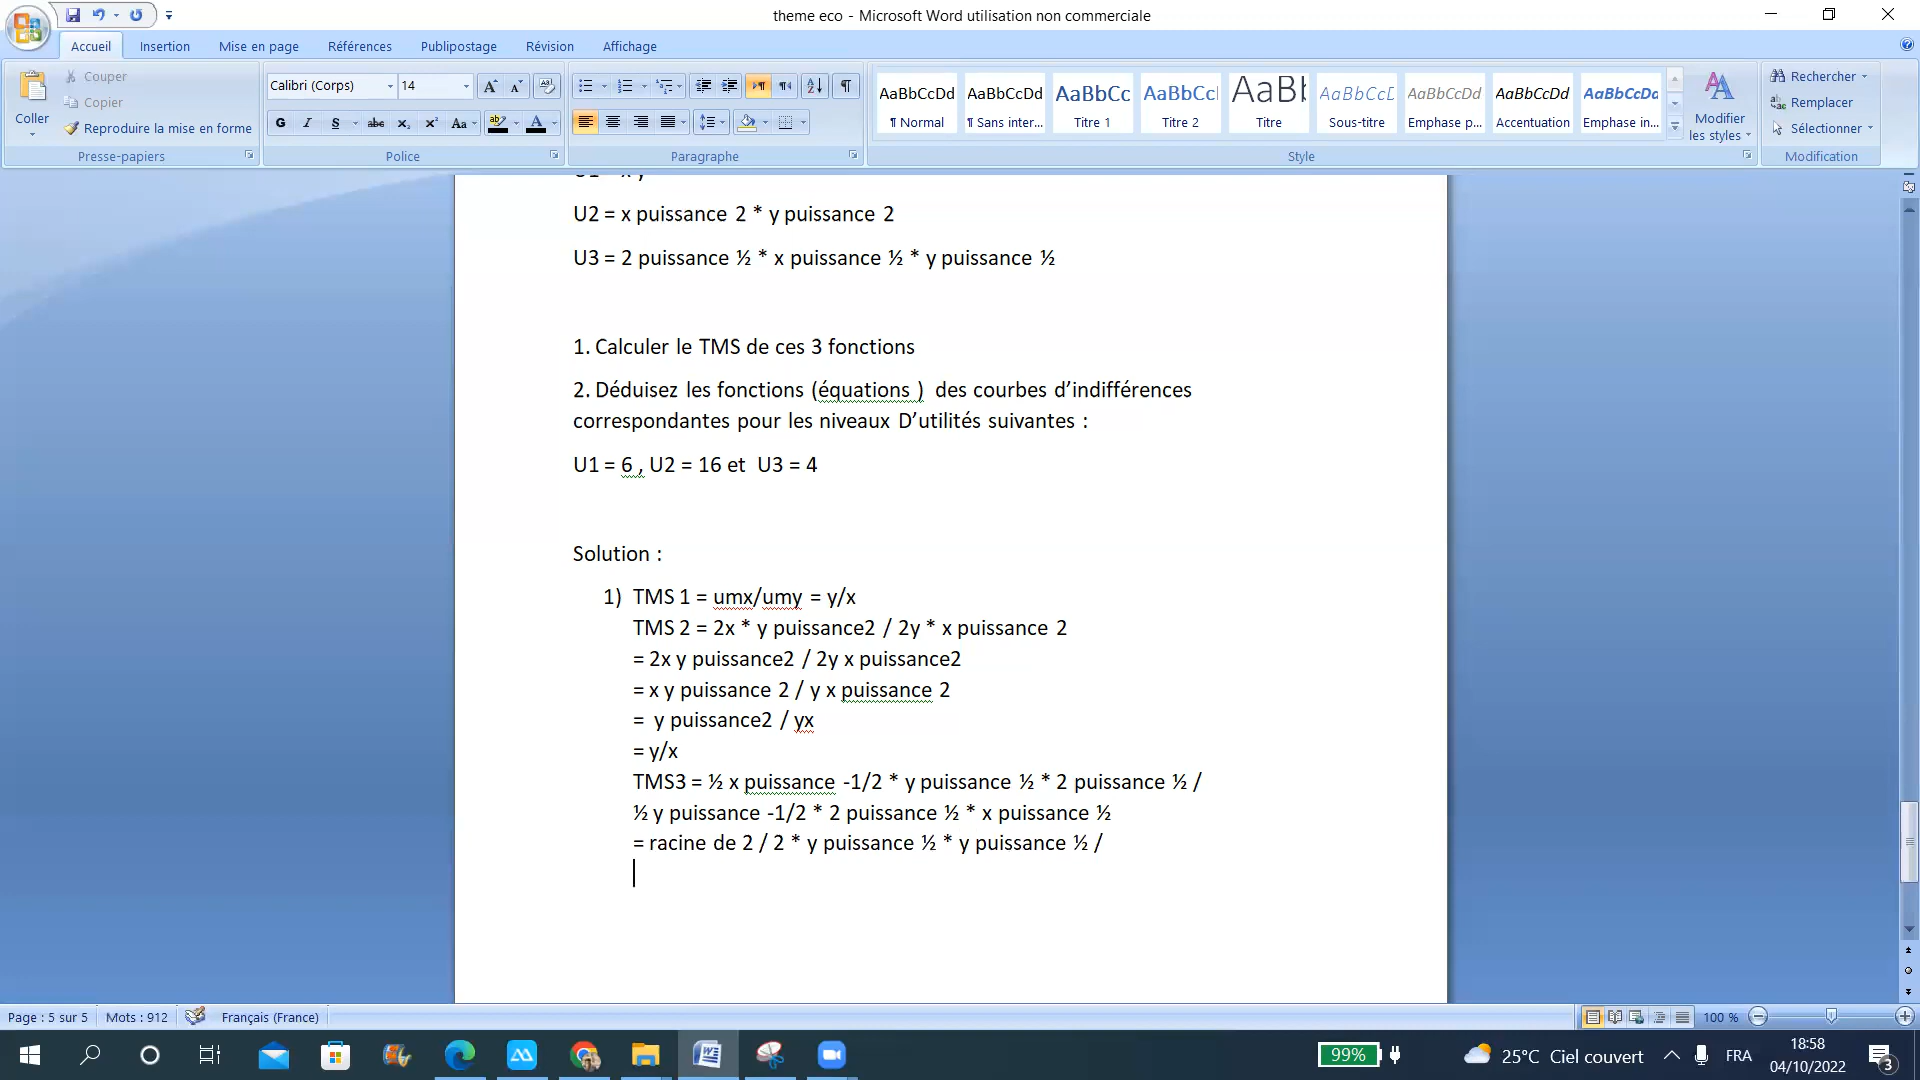 theme eco - Microsoft Word utilisation non commerciale
Accueil Insertion Mise en page Références Publipostage Révision Affichage
Coller
Couper
Copier
Reproduire la mise en forme
Presse-papiers
Calibri (Corps) 14
G I S abc x₂ x² Aa
Police
Paragraphe
AaBbCcDd AaBbCcDd AaBbCc AaBbCc AaBb AaBbCcD AaBbCcDd AaBbCcDd AaBbCcDd
¶ Normal ¶ Sans inter... Titre 1 Titre 2 Titre Sous-titre Emphase p... Accentuation Emphase in...
Style
Modifier
les styles
Rechercher
Remplacer
Sélectionner
Modification
U2 = x puissance 2 * y puissance 2
U3 = 2 puissance ½ * x puissance ½ * y puissance ½
1. Calculer le TMS de ces 3 fonctions
2. Déduisez les fonctions (équations ) des courbes d’indifférences
correspondantes pour les niveaux D’utilités suivantes :
U1 = 6 , U2 = 16 et U3 = 4
Solution :
1) TMS 1 = umx/umy = y/x
TMS 2 = 2x * y puissance2 / 2y * x puissance 2
= 2x y puissance2 / 2y x puissance2
= x y puissance 2 / y x puissance 2
= y puissance2 / yx
= y/x
TMS3 = ½ x puissance -1/2 * y puissance ½ * 2 puissance ½ /
½ y puissance -1/2 * 2 puissance ½ * x puissance ½
= racine de 2 / 2 * y puissance ½ * y puissance ½ /
Page : 5 sur 5 Mots : 912 Français (France) 100 %
99% 25°C Ciel couvert FRA 18:58
04/10/2022 3